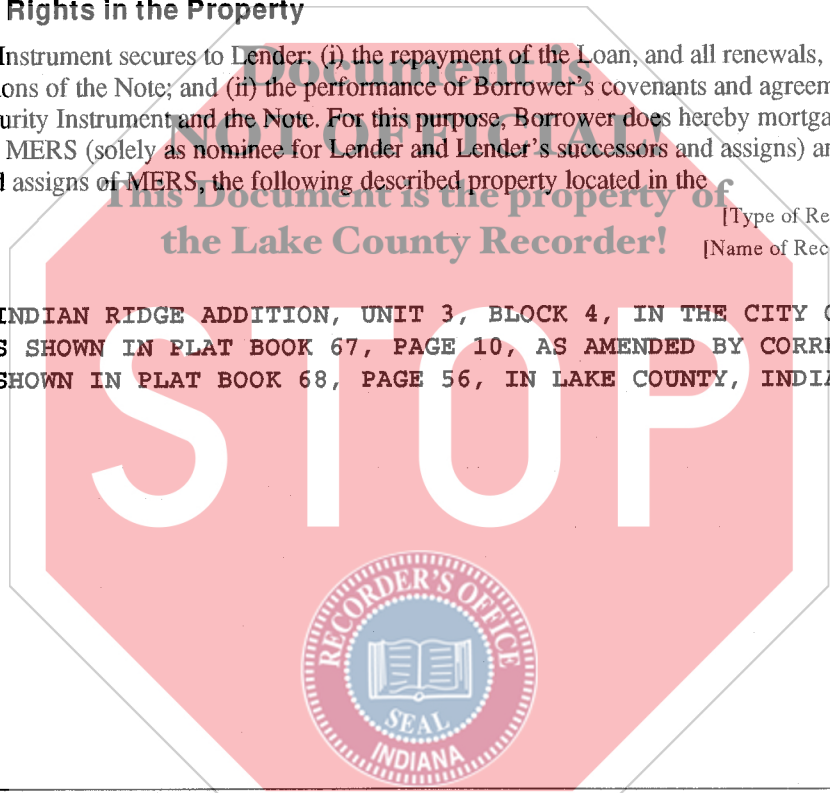 Rights in the Property
Instrument secures to Lender: (i) the repayment of the Loan, and all renewals,
ons of the Note; and (ii) the performance of Borrower's covenants and agreem
urity Instrument and the Note. For this purpose, Borrower does hereby mortga
MERS (solely as nominee for Lender and Lender's successors and assigns) an
assigns of MERS, the following described property located in the
[Type of Re
[Name of Rec
Document is
NOT OFFICIAL!
This Document is the property of
the Lake County Recorder!
INDIAN RIDGE ADDITION, UNIT 3, BLOCK 4, IN THE CITY
S SHOWN IN PLAT BOOK 67, PAGE 10, AS AMENDED BY CORRE
SHOWN IN PLAT BOOK 68, PAGE 56, IN LAKE COUNTY, INDIA
STOP
RECORDER'S OFFICE
SEAL
INDIANA